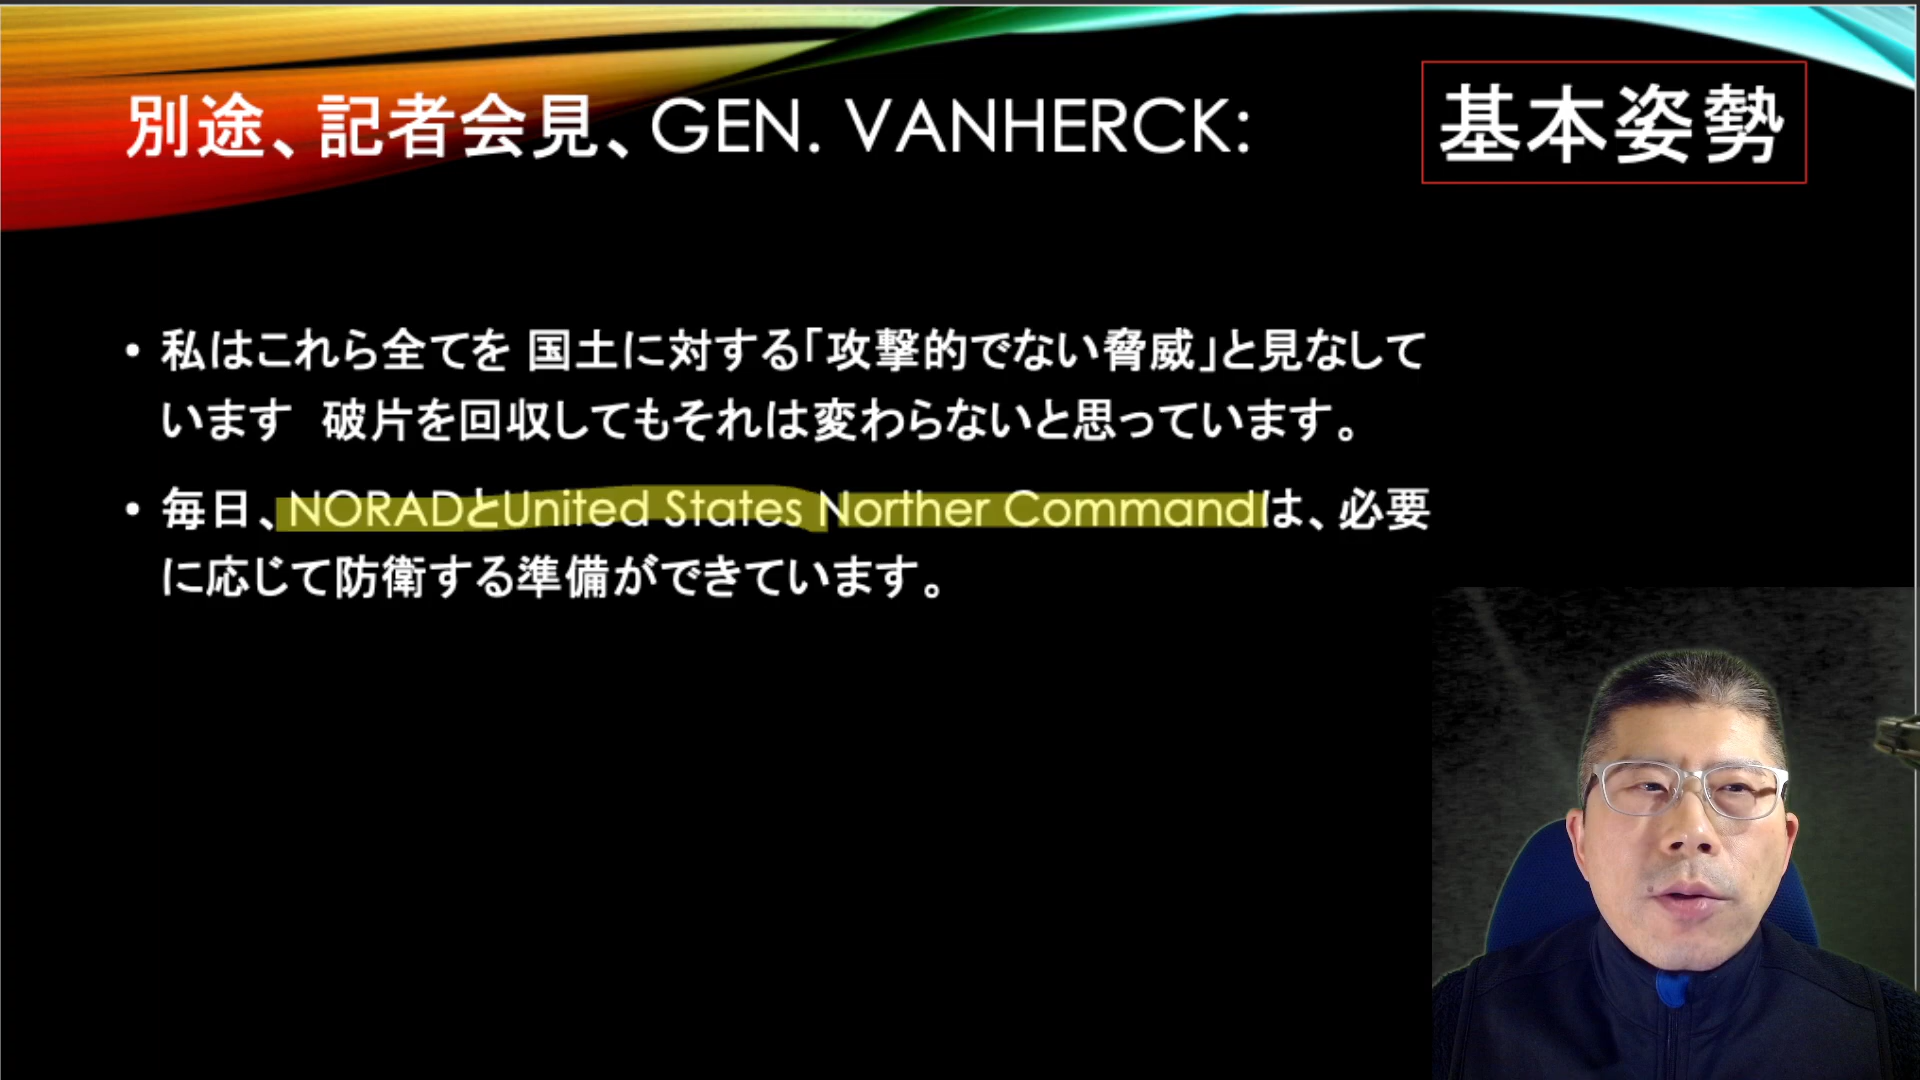 別途、記者会見、GEN. VANHERCK:
基本姿勢
• 私はこれら全てを 国土に対する「攻撃的でない脅威」と見なして
います　破片を回収してもそれは変わらないと思っています。
• 毎日、NORADとUnited States Norther Commandは、必要
に応じて防衛する準備ができています。